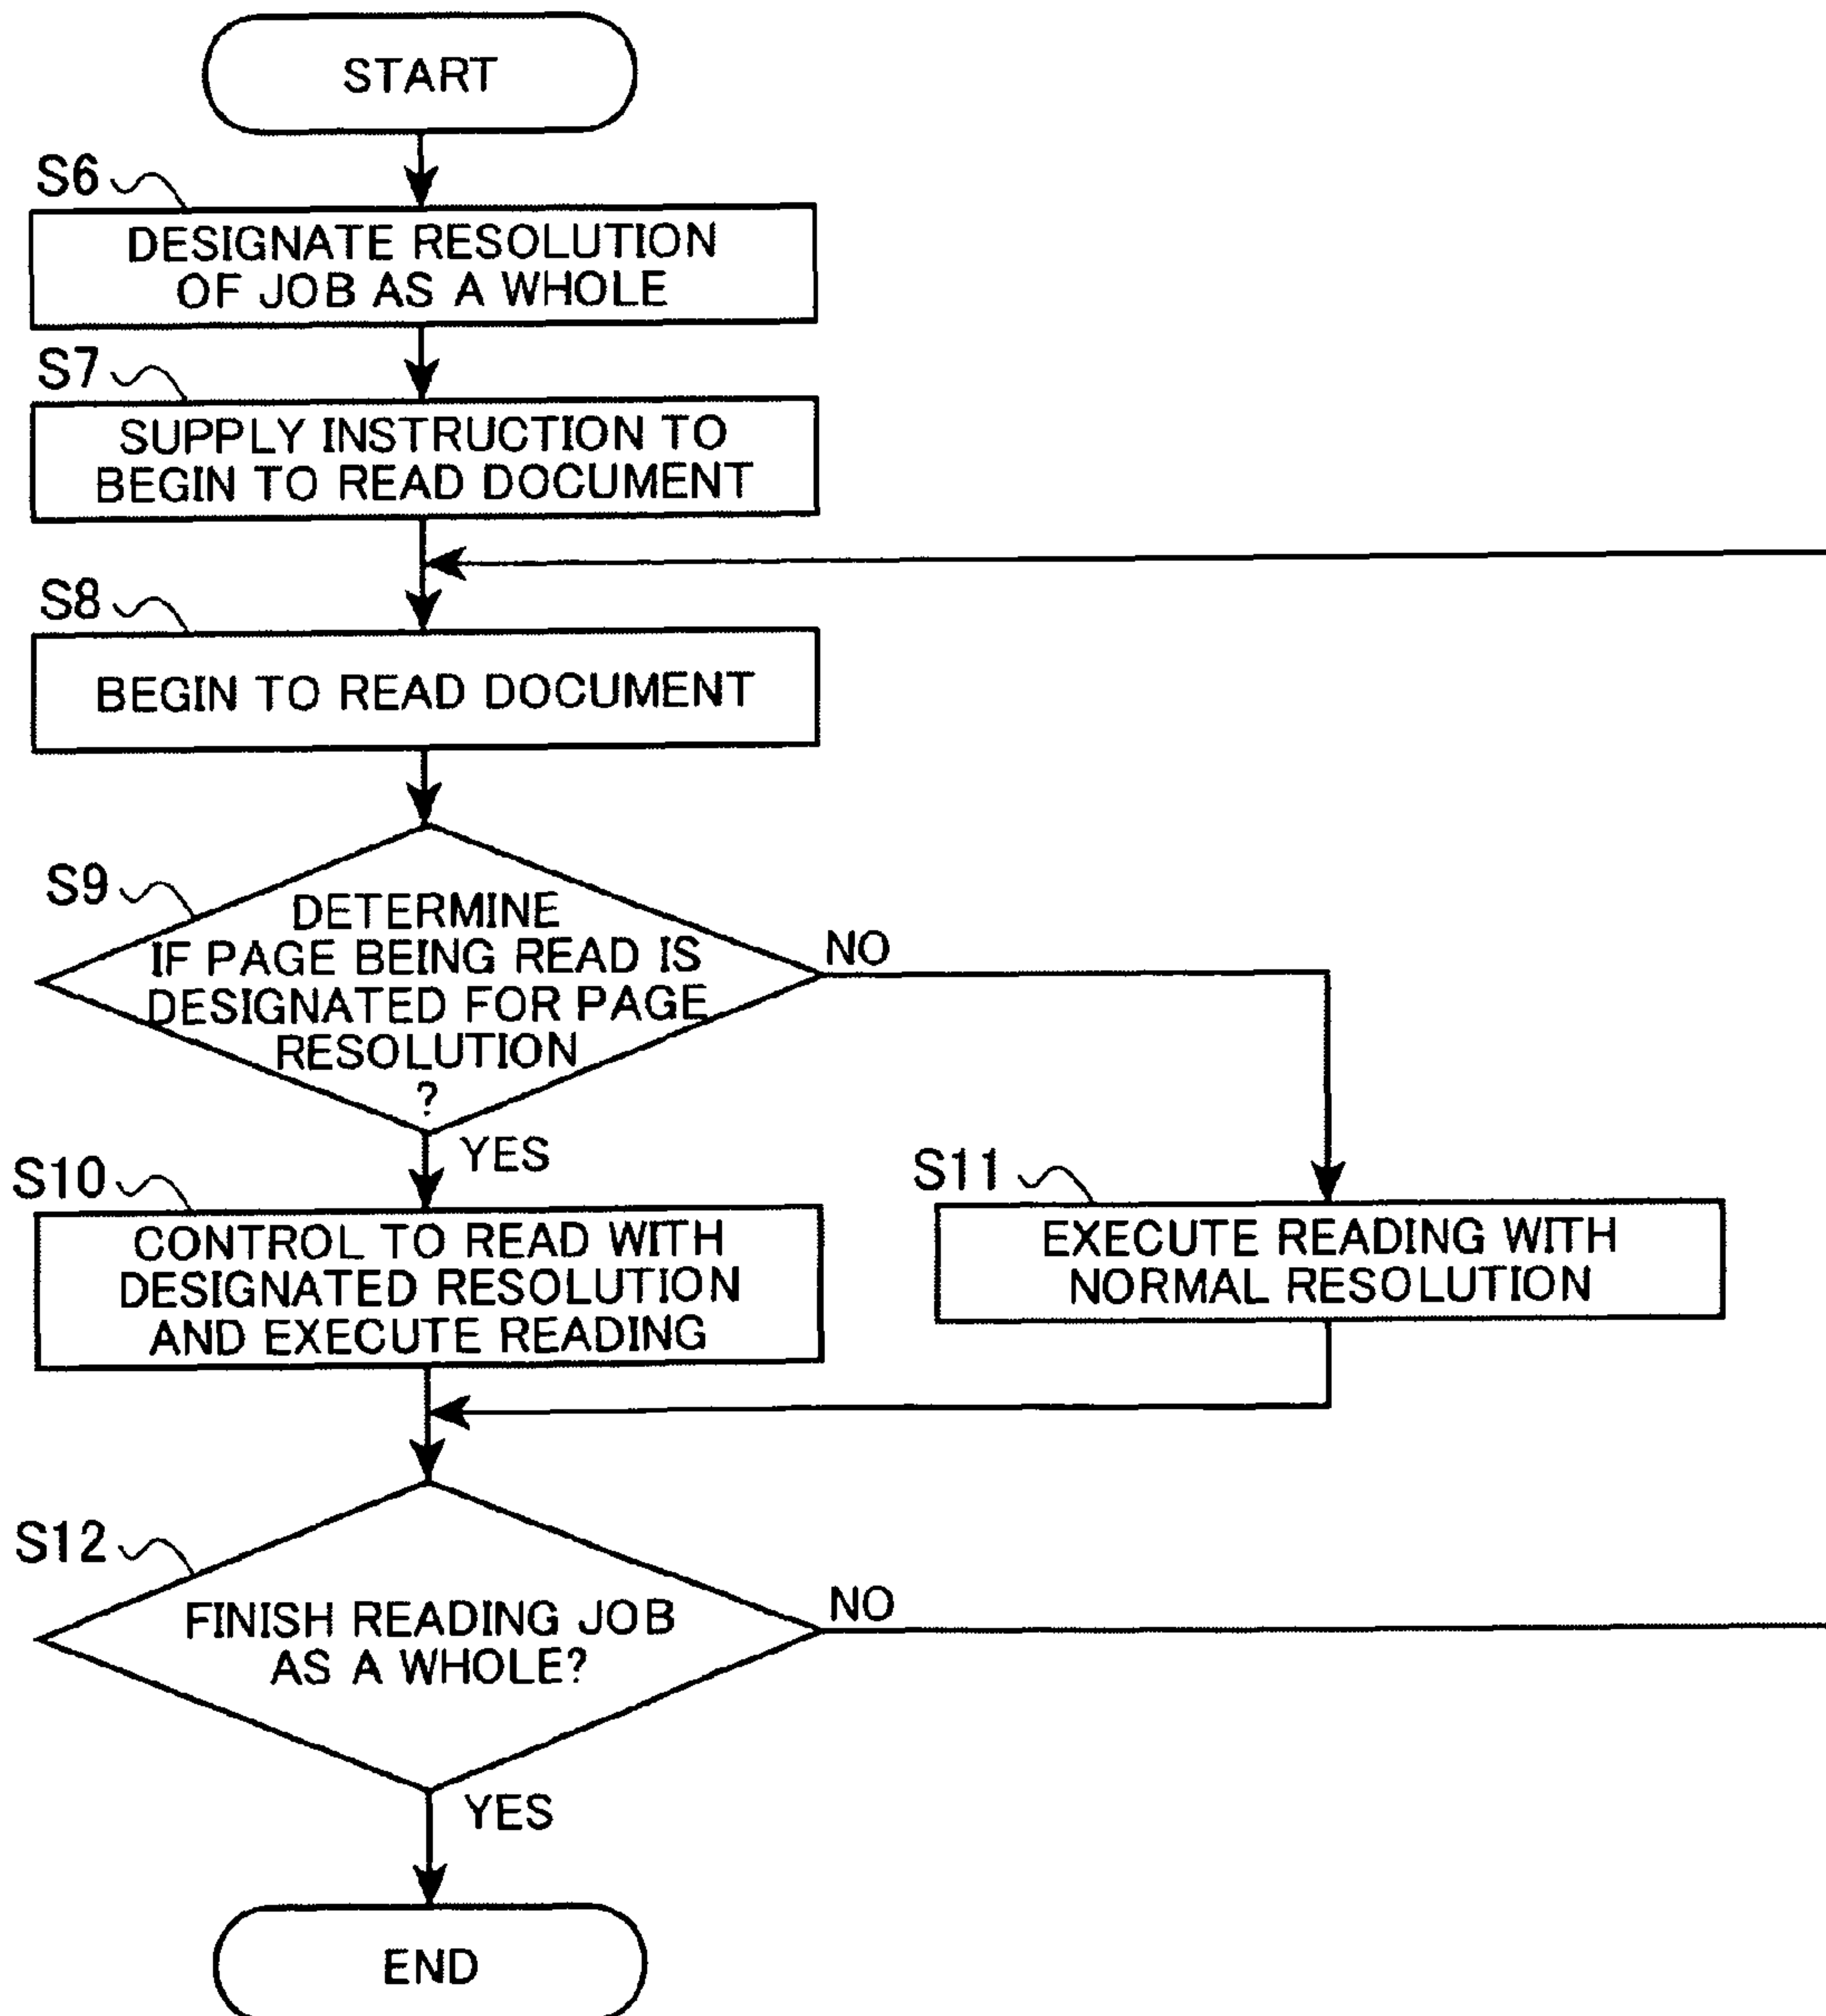 START
S6
DESIGNATE RESOLUTION
OF JOB AS A WHOLE
S7
SUPPLY INSTRUCTION TO
BEGIN TO READ DOCUMENT
S8
BEGIN TO READ DOCUMENT
S9
DETERMINE
IF PAGE BEING READ IS
DESIGNATED FOR PAGE
RESOLUTION
?
NO
YES
S10
CONTROL TO READ WITH
DESIGNATED RESOLUTION
AND EXECUTE READING
S11
EXECUTE READING WITH
NORMAL RESOLUTION
S12
FINISH READING JOB
AS A WHOLE?
NO
YES
END